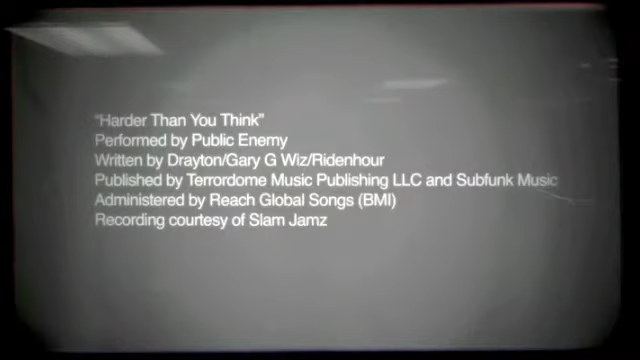 "Harder Than You Think"
Performed by Public Enemy
Written by Drayton/Gary G Wiz/Ridenhour
Published by Terrordome Music Publishing LLC and Subfunk Music
Administered by Reach Global Songs (BMI)
Recording courtesy of Slam Jamz